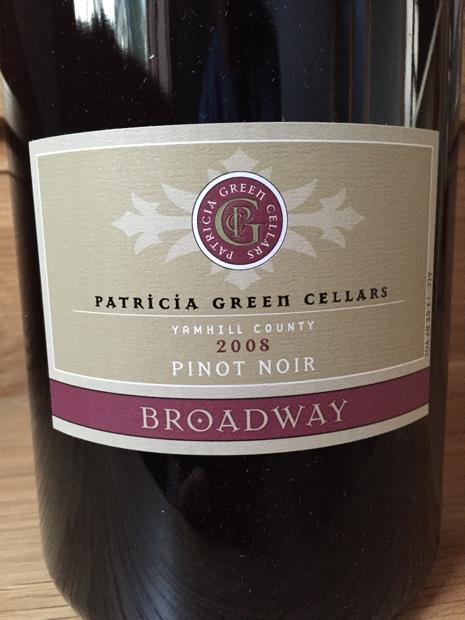 PATRICIA GREEN CELLARS
PGC
PATRICIA GREEN CELLARS
YAMHILL COUNTY
2008
PINOT NOIR
BROADWAY